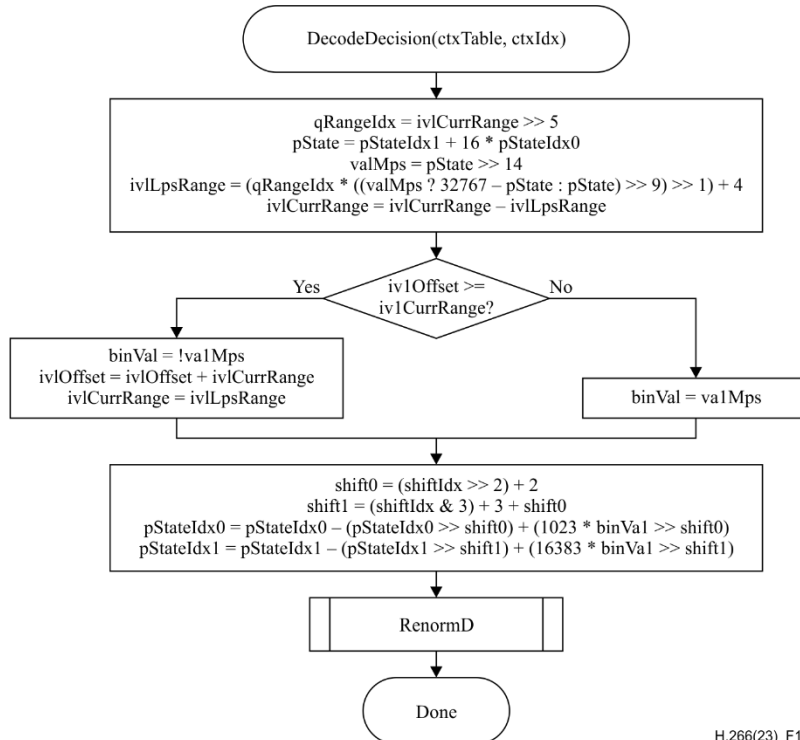 DecodeDecision(ctxTable, ctxIdx)
qRangeIdx = ivlCurrRange >> 5
pState = pStateIdx1 + 16 * pStateIdx0
valMps = pState >> 14
ivlLpsRange = (qRangeIdx * ((valMps ? 32767 – pState : pState) >> 9) >> 1) + 4
ivlCurrRange = ivlCurrRange – ivlLpsRange
Yes
iv1Offset >=
iv1CurrRange?
No
binVal = !va1Mps
ivlOffset = ivlOffset + ivlCurrRange
ivlCurrRange = ivlLpsRange
binVal = va1Mps
shift0 = (shiftIdx >> 2) + 2
shift1 = (shiftIdx & 3) + 3 + shift0
pStateIdx0 = pStateIdx0 – (pStateIdx0 >> shift0) + (1023 * binVa1 >> shift0)
pStateIdx1 = pStateIdx1 – (pStateIdx1 >> shift1) + (16383 * binVa1 >> shift1)
RenormD
Done
H.266(23)_F1